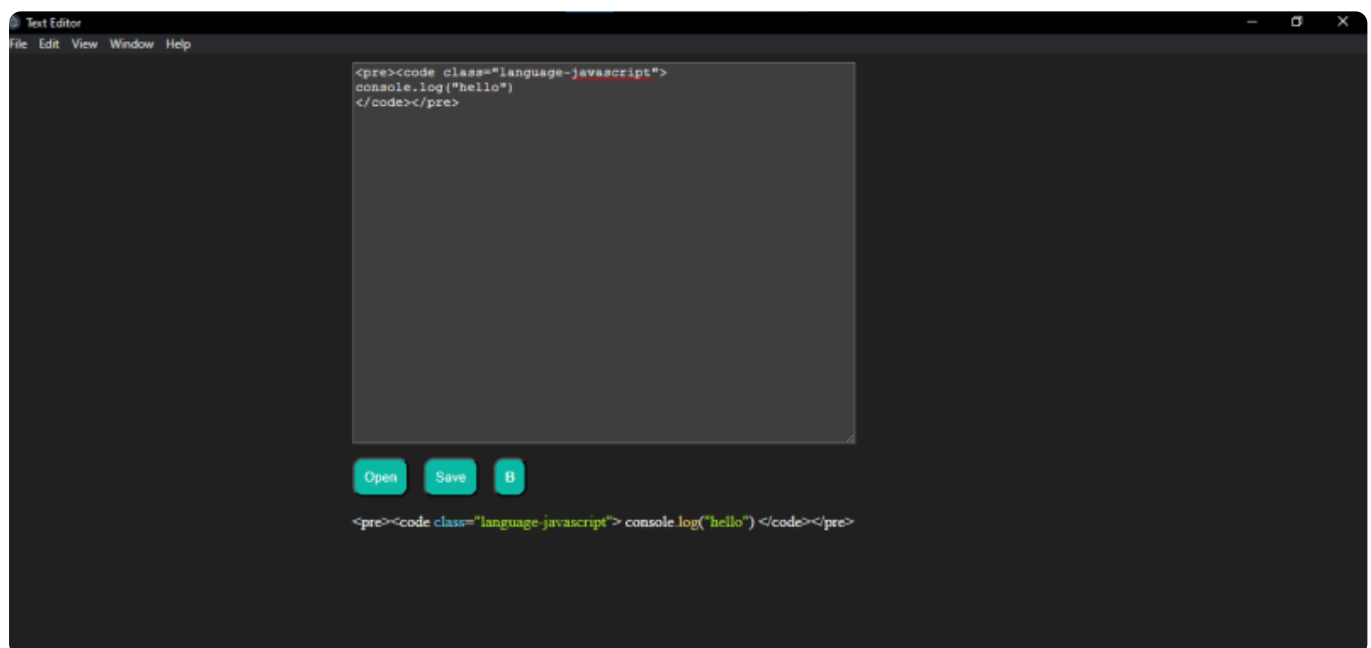 Text Editor
File Edit View Window Help
<pre><code class="language-javascript">
console.log("hello")
</code></pre>
Open Save B
<pre><code class="language-javascript"> console.log("hello") </code></pre>